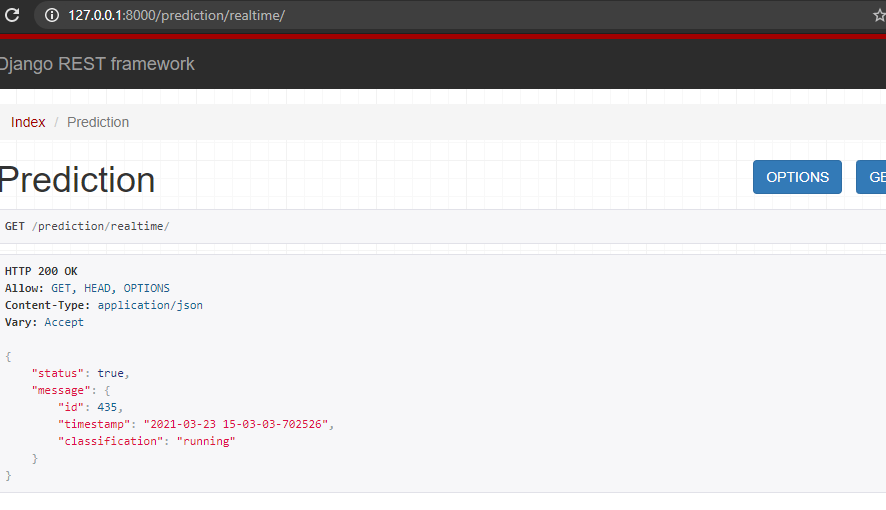 127.0.0.1:8000/prediction/realtime/
Django REST framework
Index / Prediction
Prediction
OPTIONS
GE
GET /prediction/realtime/
HTTP 200 OK
Allow: GET, HEAD, OPTIONS
Content-Type: application/json
Vary: Accept
{
"status": true,
"message": {
"id": 435,
"timestamp": "2021-03-23 15-03-03-702526",
"classification": "running"
}
}